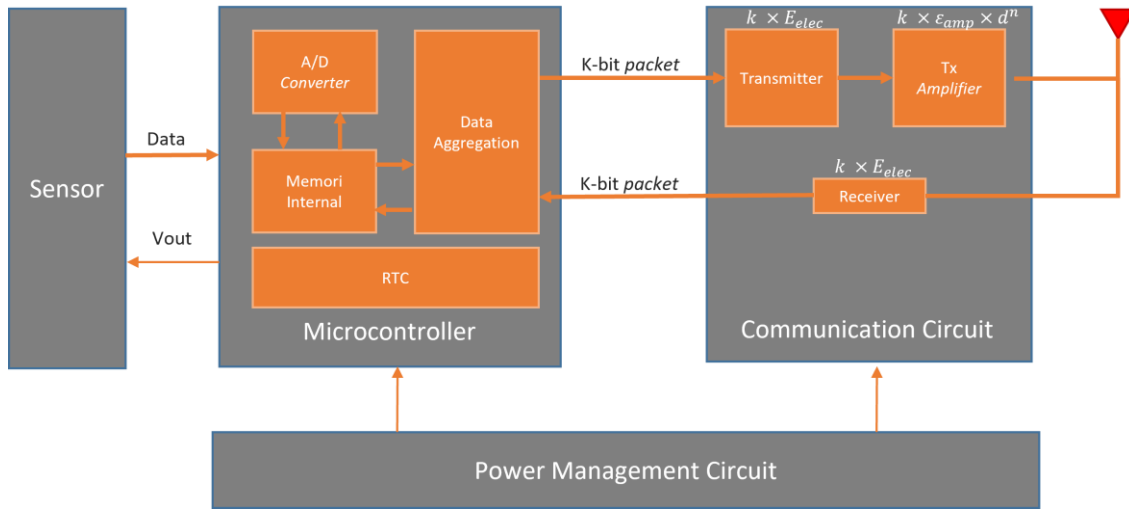 Sensor
Data
Vout
A/D
Converter
Memori
Internal
Data
Aggregation
RTC
Microcontroller
K-bit packet
K-bit packet
k × E_elec
k × ε_amp × d^n
Transmitter
Tx
Amplifier
k × E_elec
Receiver
Communication Circuit
Power Management Circuit